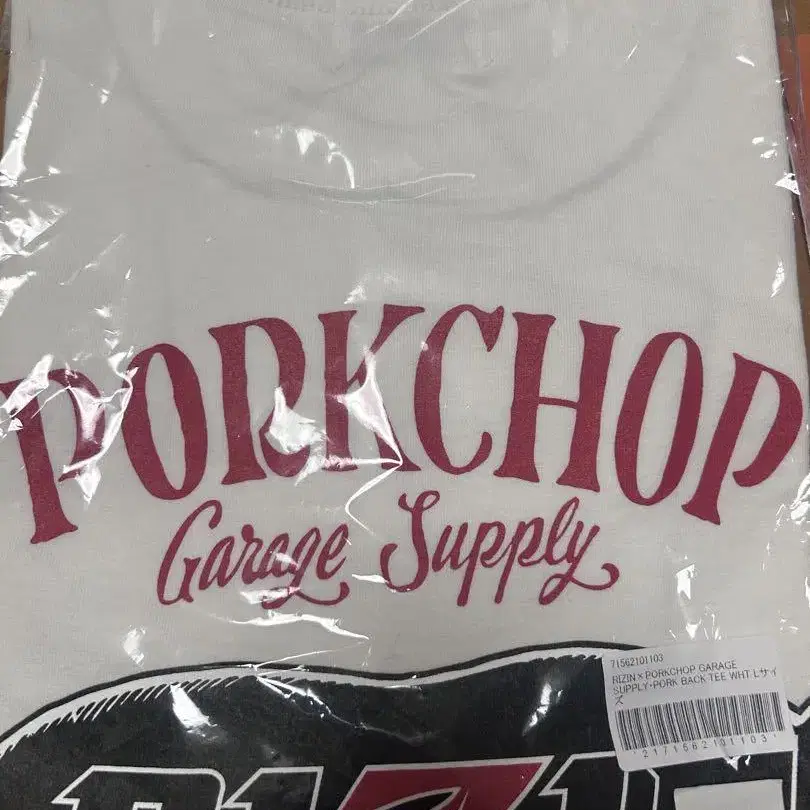 PORKCHOP
Garage Supply
71562101103
RIZIN×PORKCHOP GARAGE
SUPPLY-PORK BACK TEE WHT Lサイ
ズ
2171562101103